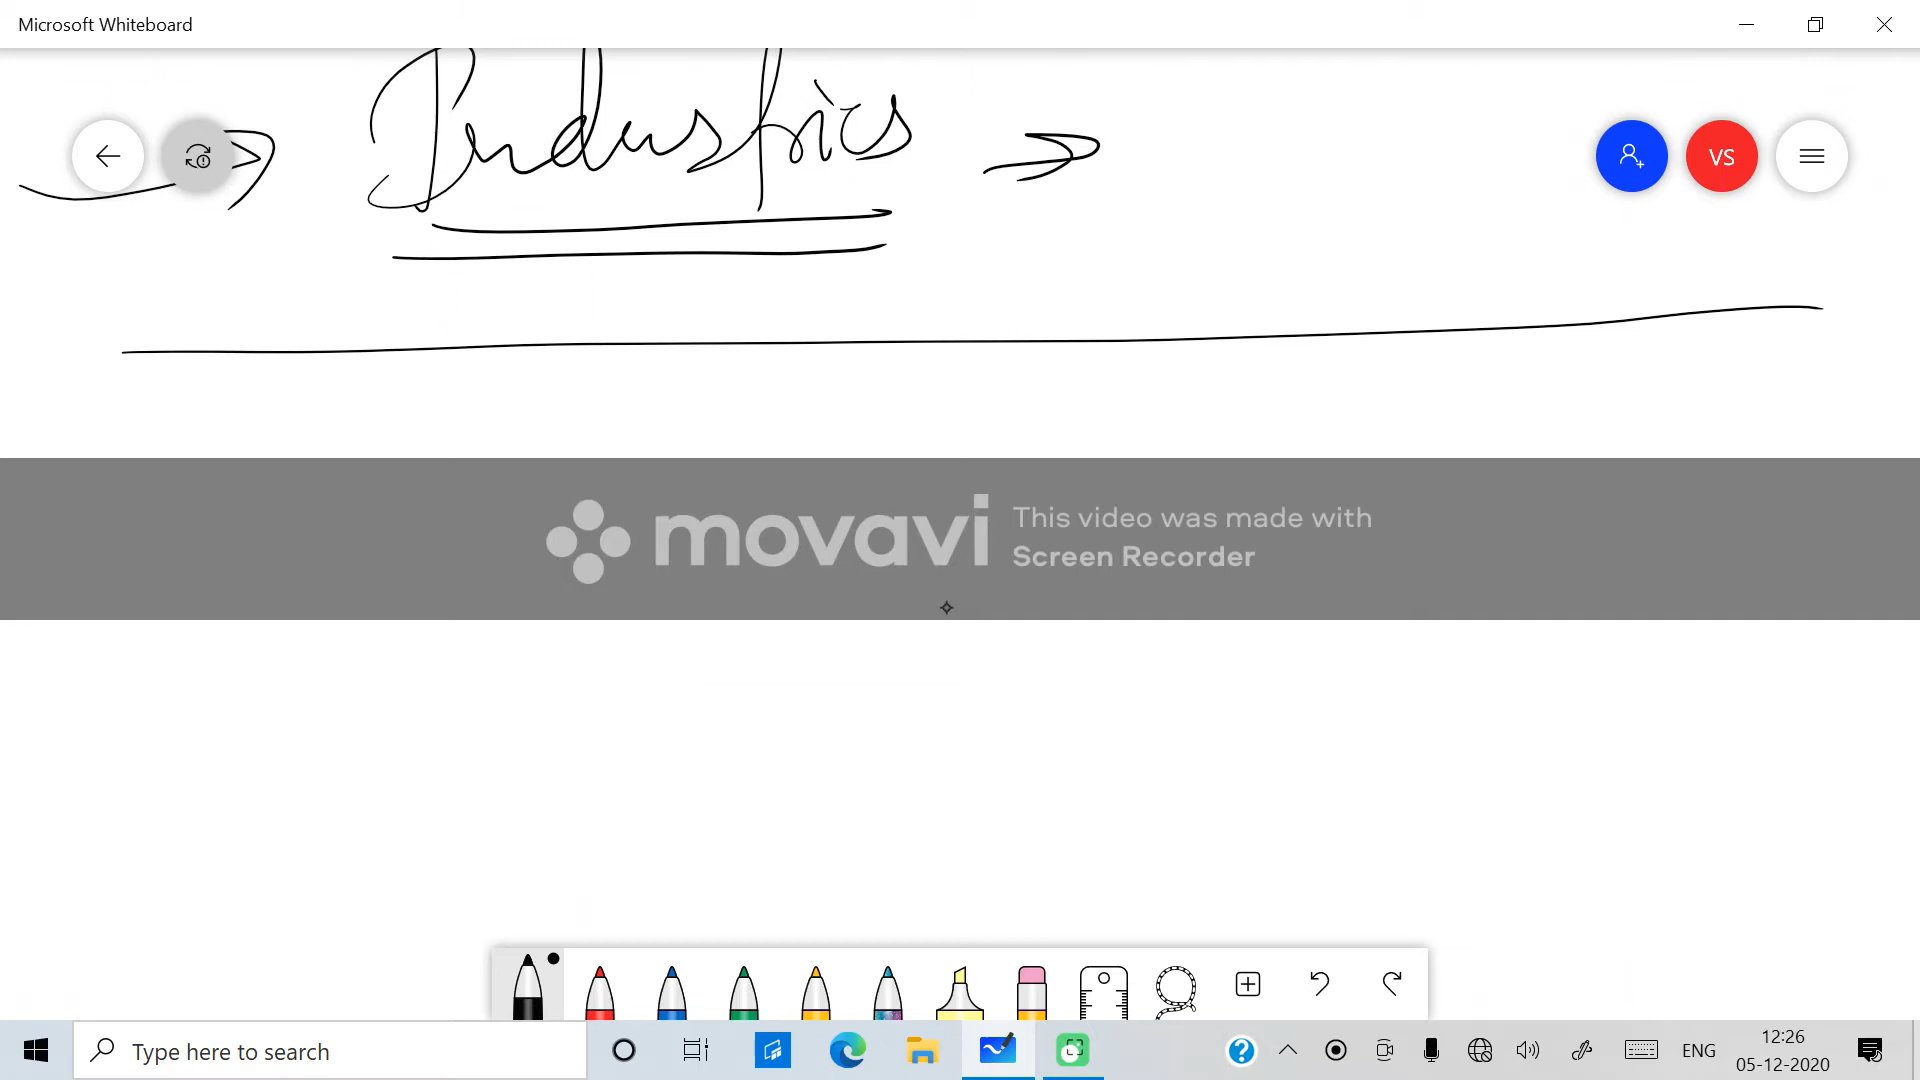 Microsoft Whiteboard
Industries
VS
movavi
This video was made with
Screen Recorder
Type here to search
ENG
12:26
05-12-2020